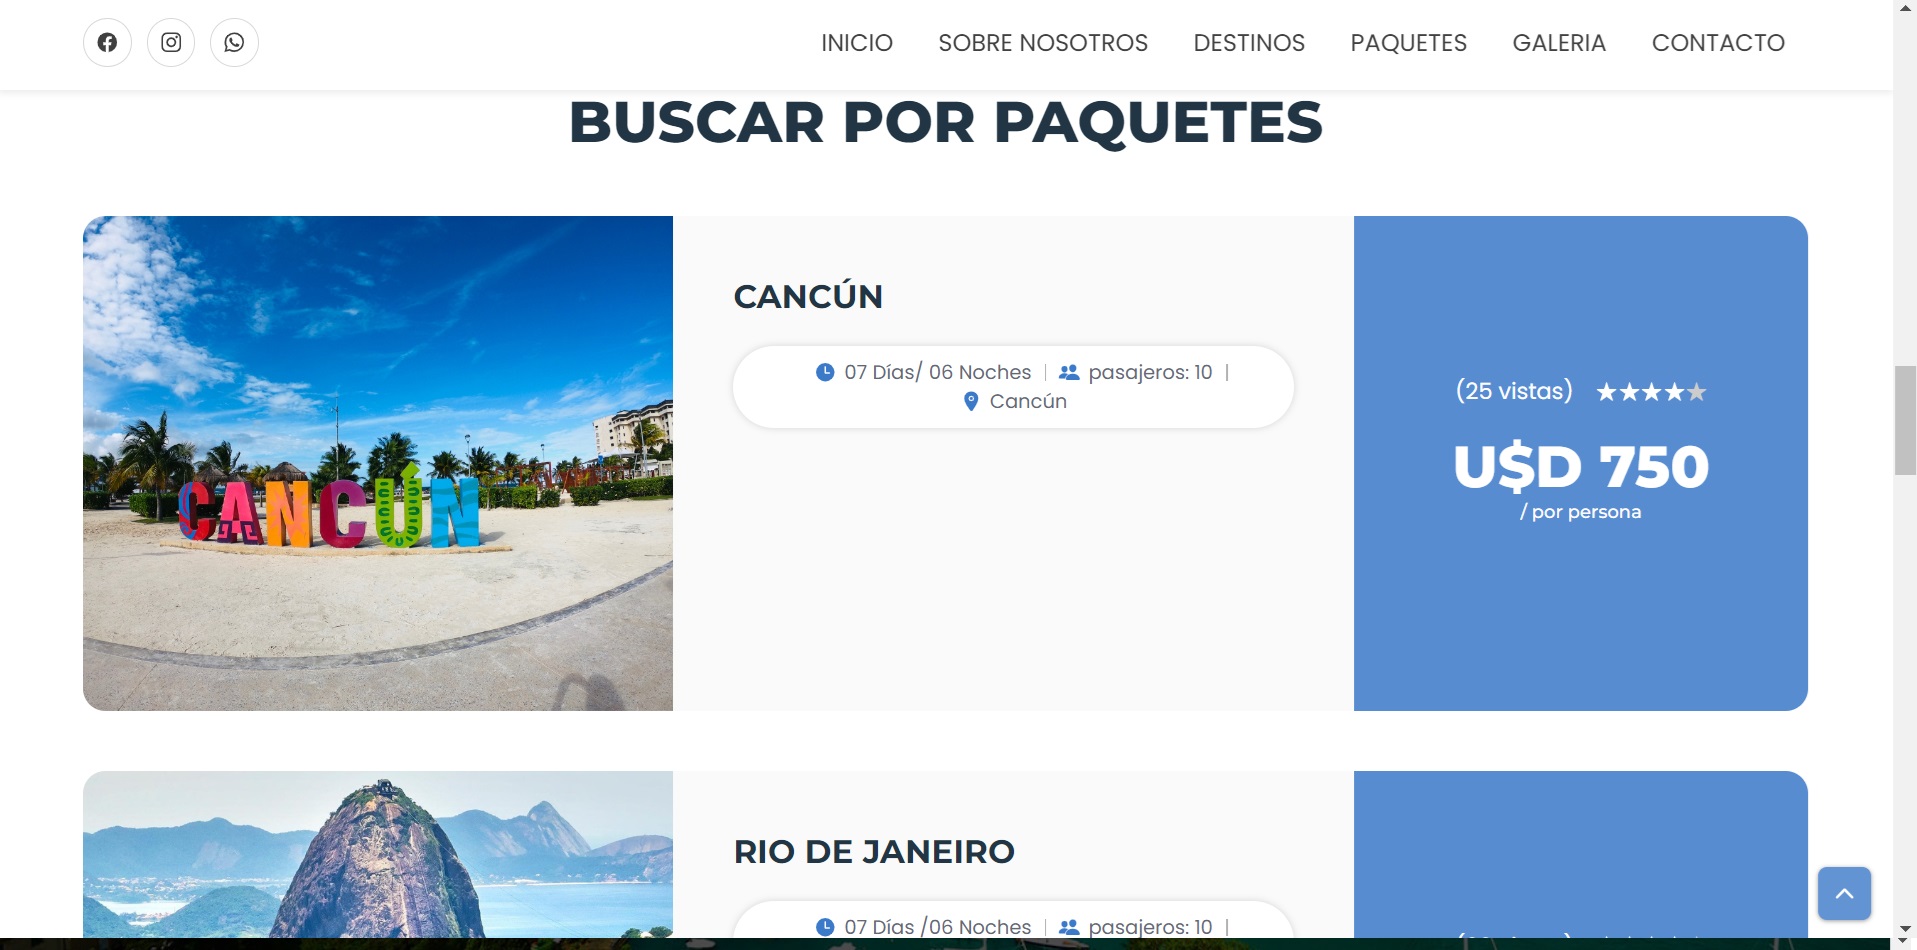 INICIO SOBRE NOSOTROS DESTINOS PAQUETES GALERIA CONTACTO
BUSCAR POR PAQUETES
CANCÚN
CANCÚN
07 Días/ 06 Noches | pasajeros: 10 |
Cancún
(25 vistas)
U$D 750
/ por persona
RIO DE JANEIRO
07 Días /06 Noches | pasajeros: 10 |